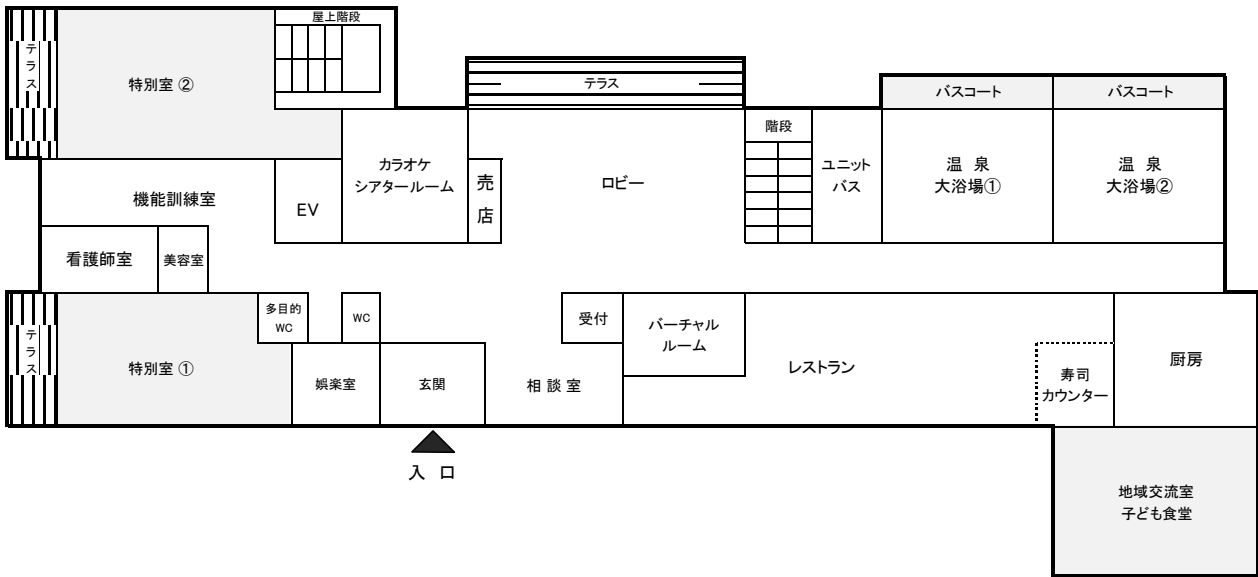 屋上階段
テラス
特別室 ②
テラス
バスコート
バスコート
階段
カラオケ
シアタールーム
売店
ロビー
ユニット
バス
温 泉
大浴場①
温 泉
大浴場②
機能訓練室
EV
看護師室
美容室
多目的
WC
WC
受付
バーチャル
ルーム
テラス
特別室 ①
娯楽室
玄関
相 談 室
レストラン
寿司
カウンター
厨房
入 口
地域交流室
子ども食堂